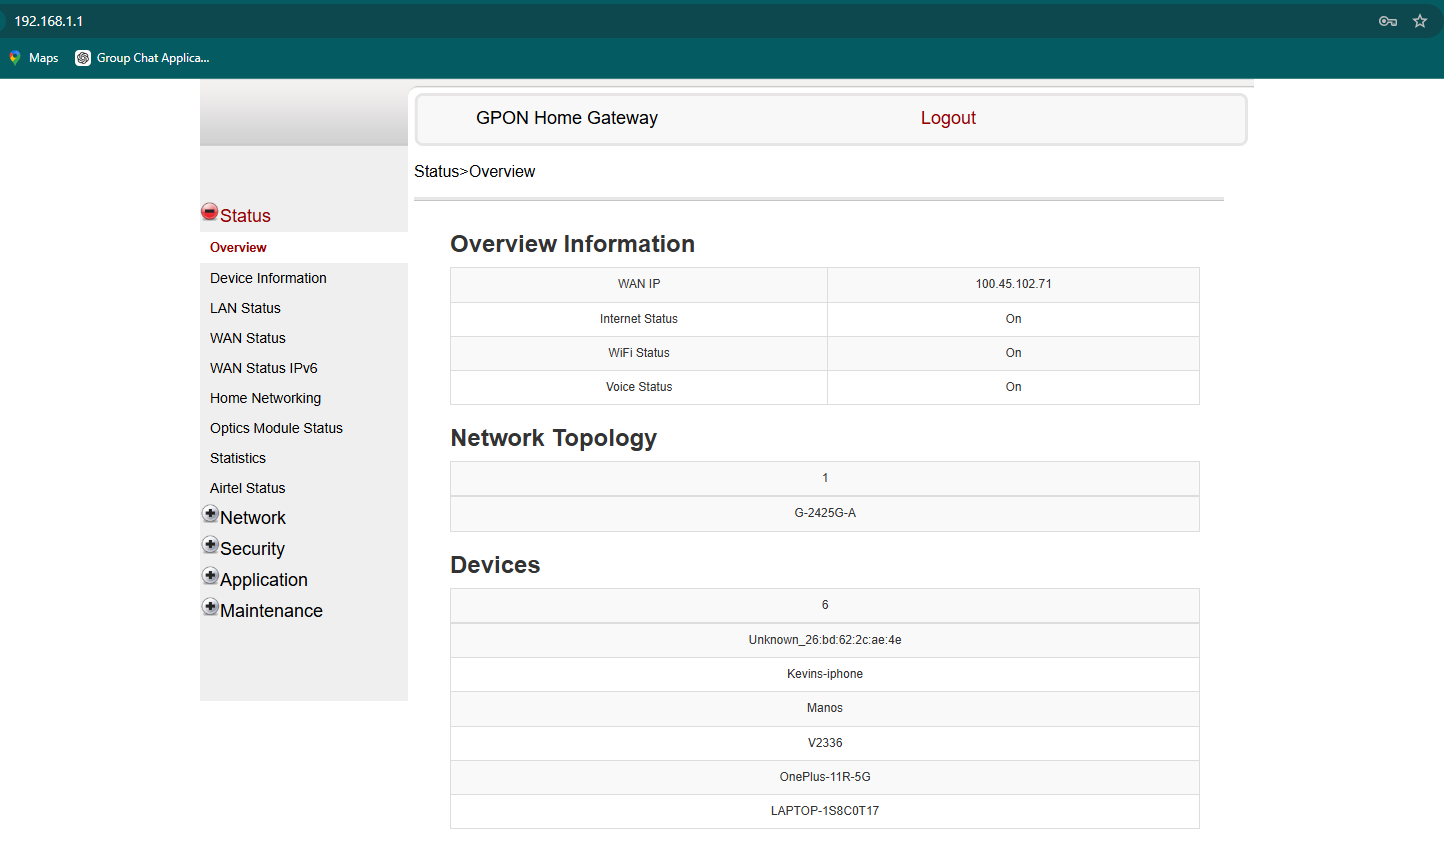 192.168.1.1
Maps
Group Chat Applica...
GPON Home Gateway
Logout
Status>Overview
Status
Overview
Device Information
LAN Status
WAN Status
WAN Status IPv6
Home Networking
Optics Module Status
Statistics
Airtel Status
Network
Security
Application
Maintenance
Overview Information
WAN IP 100.45.102.71
Internet Status On
WiFi Status On
Voice Status On
Network Topology
1
G-2425G-A
Devices
6
Unknown_26:bd:62:2c:ae:4e
Kevins-iphone
Manos
V2336
OnePlus-11R-5G
LAPTOP-1S8C0T17